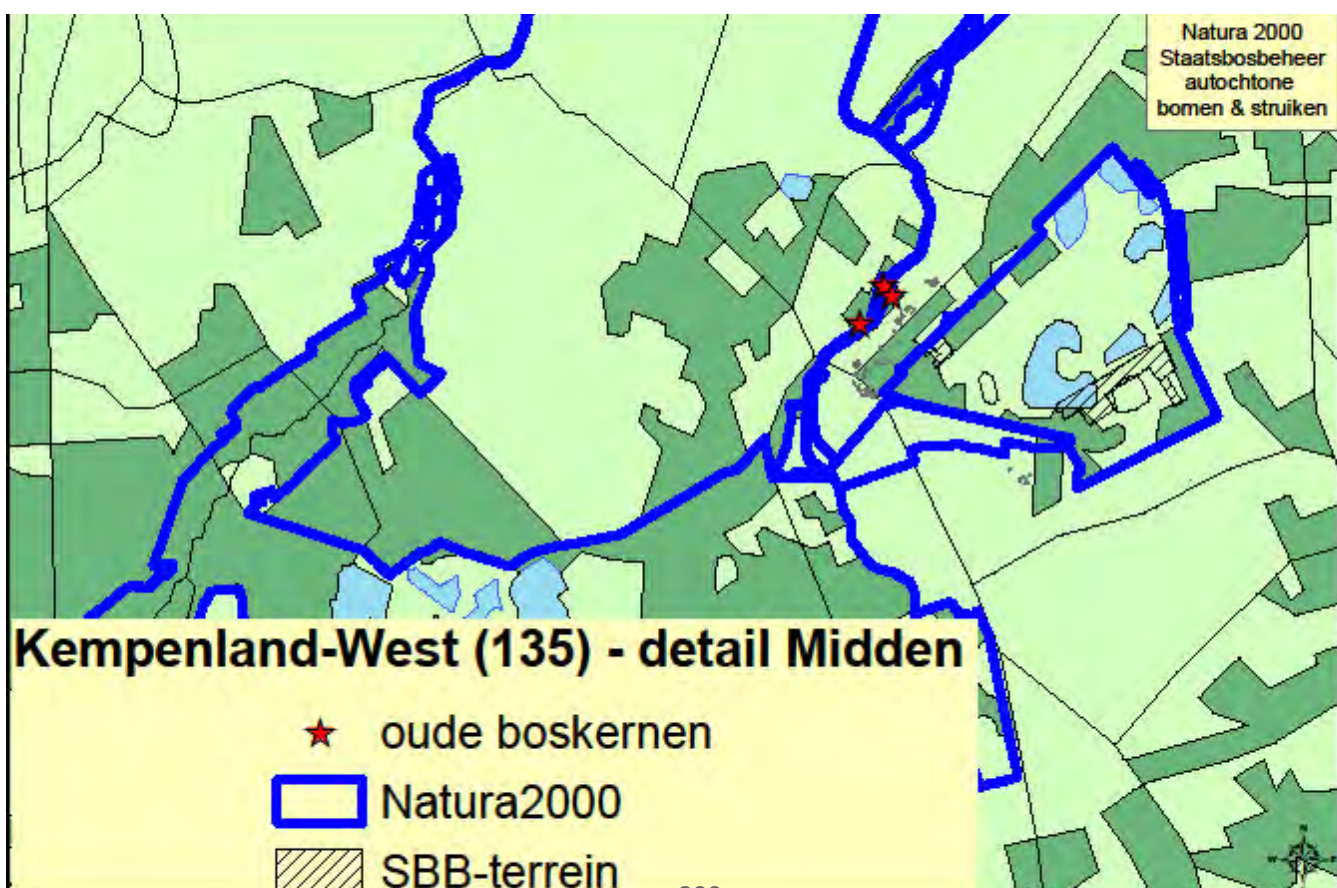 Natura 2000
Staatsbosbeheer
autochtone
bomen & struiken
Kempenland-West (135) - detail Midden
oude boskernen
Natura2000
SBB-terrein
N
W